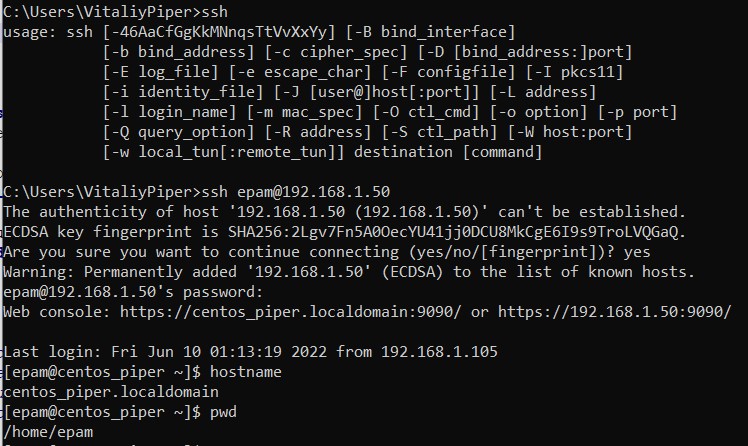 C:\Users\VitaliyPiper>ssh
usage: ssh [-46AaCfGgKkMNnqsTtVvXxYy] [-B bind_interface]
           [-b bind_address] [-c cipher_spec] [-D [bind_address:]port]
           [-E log_file] [-e escape_char] [-F configfile] [-I pkcs11]
           [-i identity_file] [-J [user@]host[:port]] [-L address]
           [-l login_name] [-m mac_spec] [-O ctl_cmd] [-o option] [-p port]
           [-Q query_option] [-R address] [-S ctl_path] [-W host:port]
           [-w local_tun[:remote_tun]] destination [command]
C:\Users\VitaliyPiper>ssh epam@192.168.1.50
The authenticity of host '192.168.1.50 (192.168.1.50)' can't be established.
ECDSA key fingerprint is SHA256:2Lgv7Fn5A0OecYU41jj0DCU8MkCgE6I9s9TroLVQGaQ.
Are you sure you want to continue connecting (yes/no/[fingerprint])? yes
Warning: Permanently added '192.168.1.50' (ECDSA) to the list of known hosts.
epam@192.168.1.50's password:
Web console: https://centos_piper.localdomain:9090/ or https://192.168.1.50:9090/
Last login: Fri Jun 10 01:13:19 2022 from 192.168.1.105
[epam@centos_piper ~]$ hostname
centos_piper.localdomain
[epam@centos_piper ~]$ pwd
/home/epam